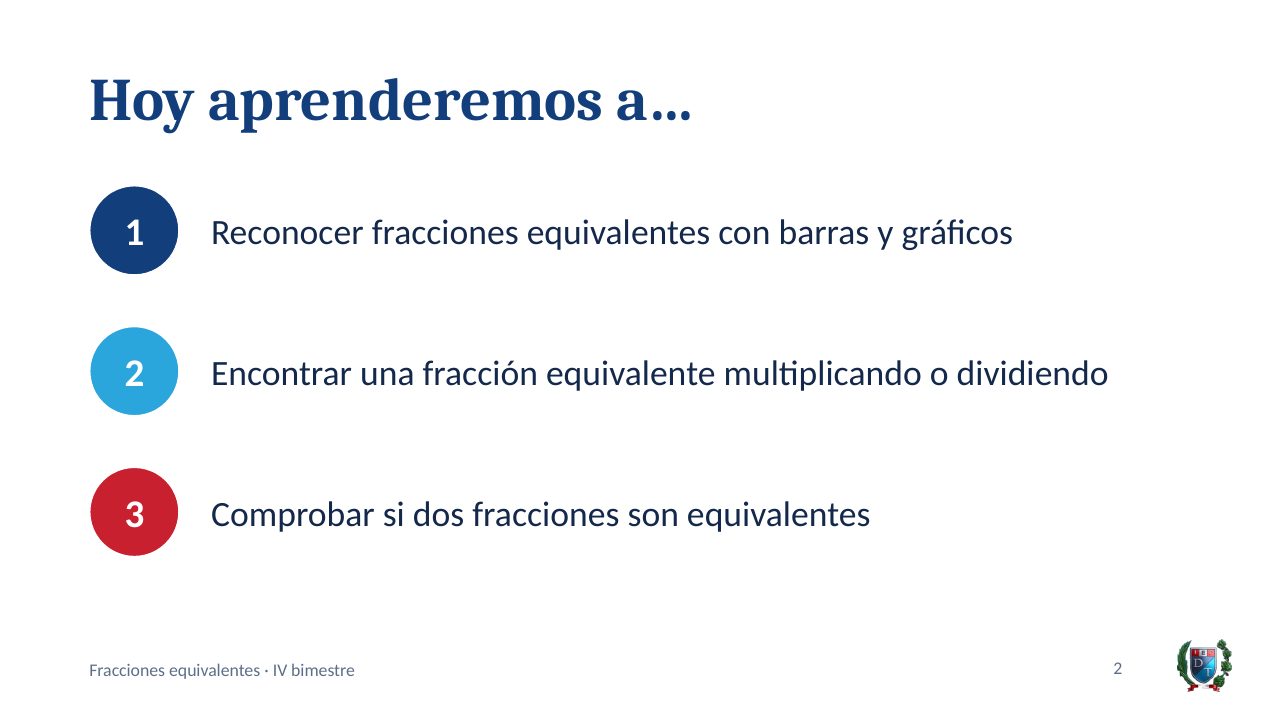 Hoy aprenderemos a...
1
Reconocer fracciones equivalentes con barras y gráficos
2
Encontrar una fracción equivalente multiplicando o dividiendo
3
Comprobar si dos fracciones son equivalentes
Fracciones equivalentes · IV bimestre
2
D
T